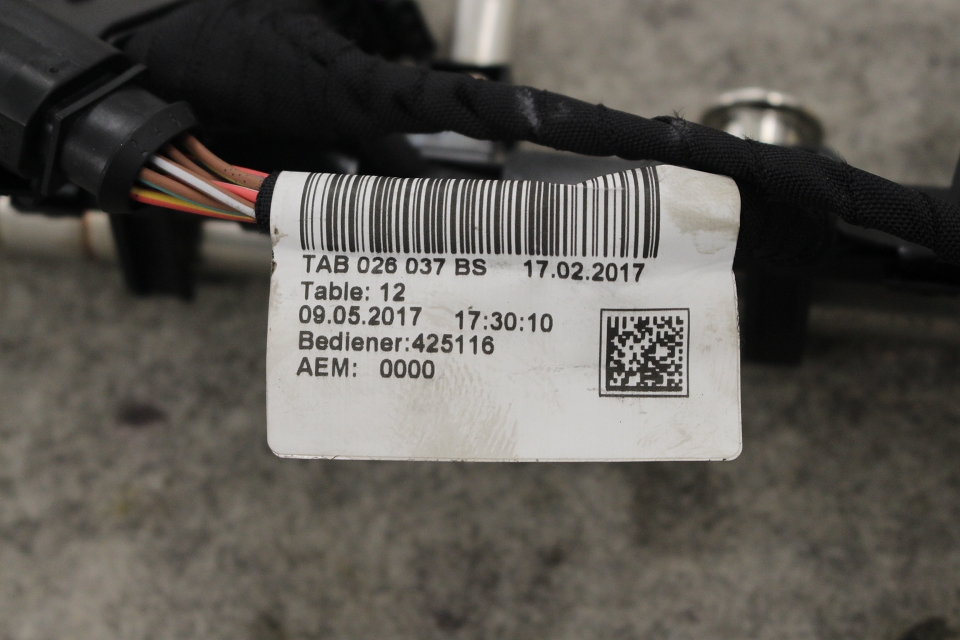 TAB 026 037 BS 17.02.2017
Table: 12
09.05.2017 17:30:10
Bediener:425116
AEM: 0000